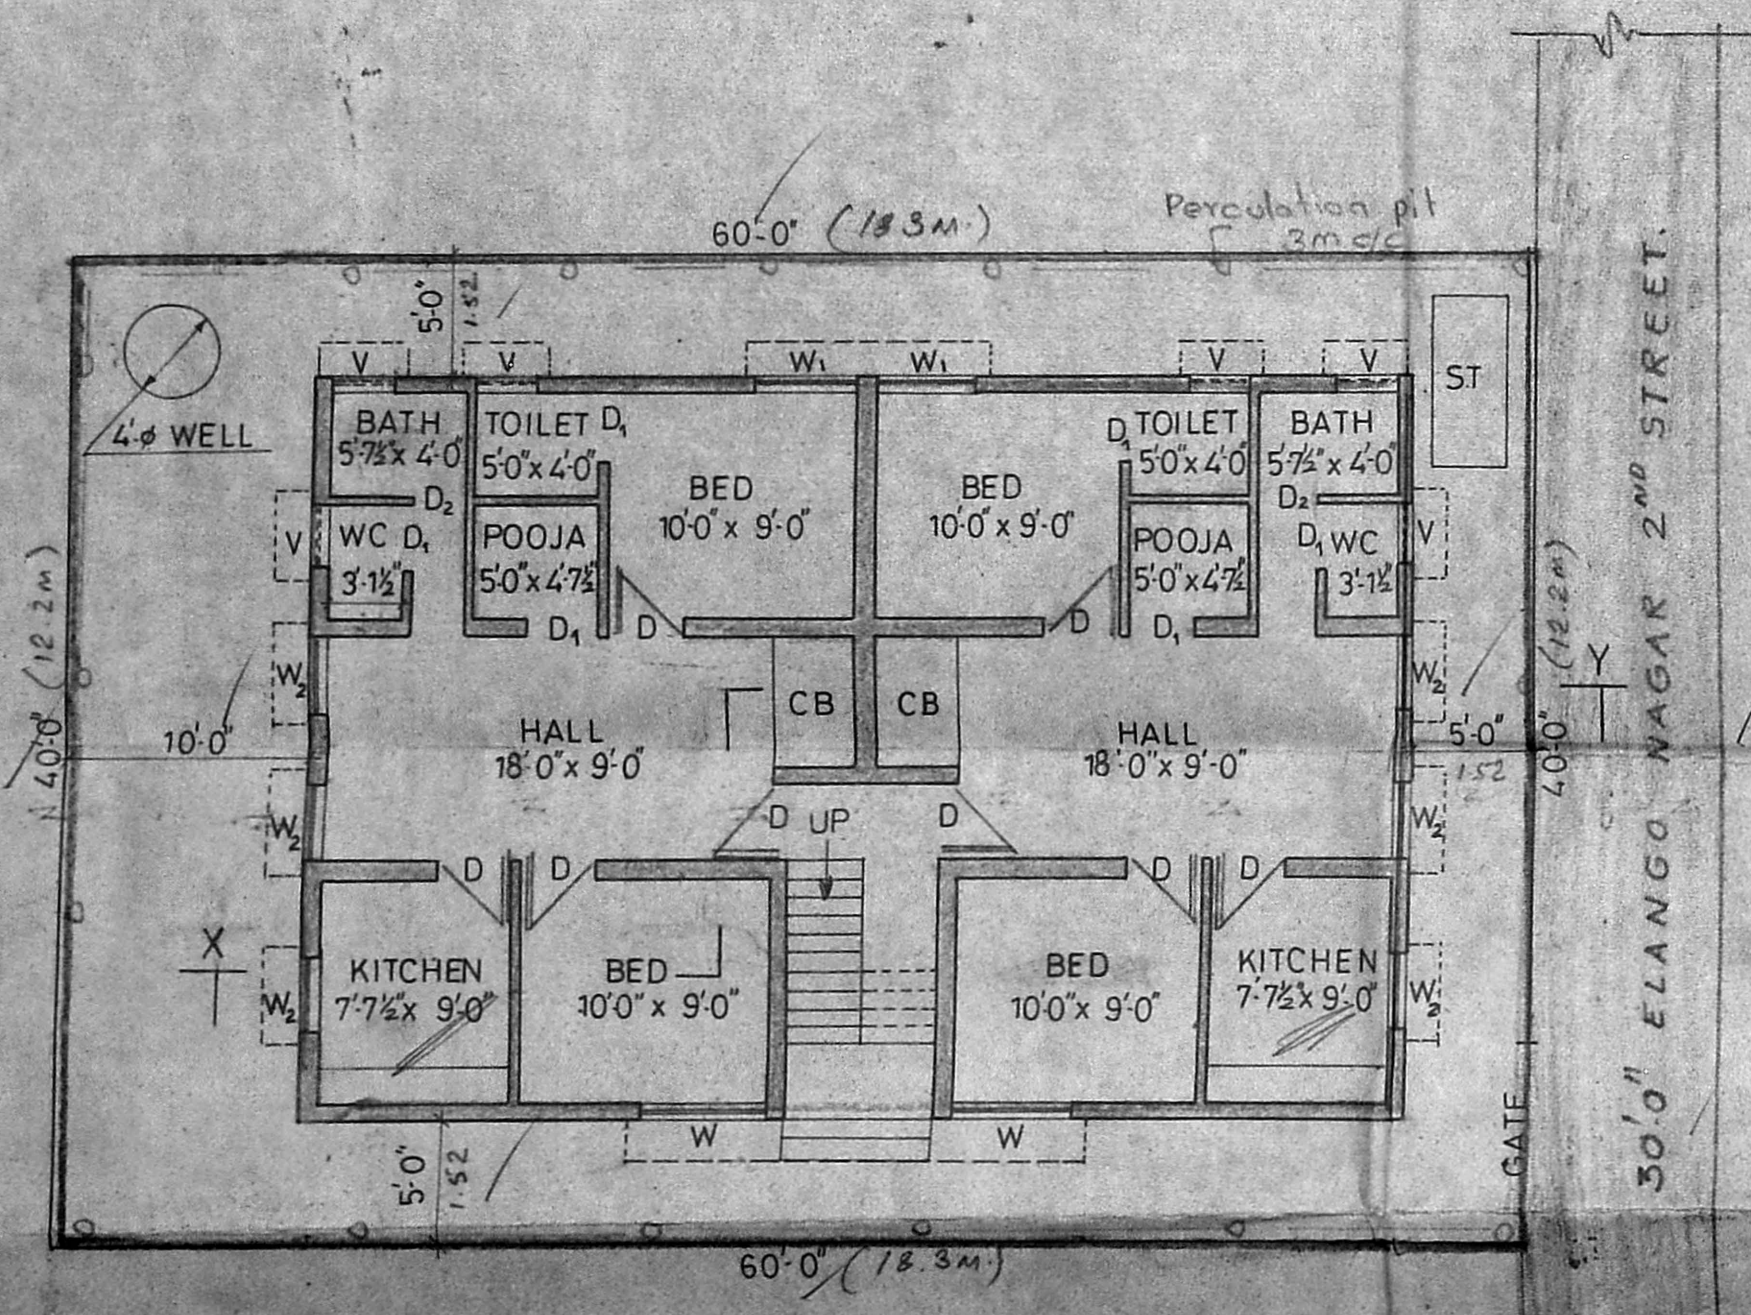 Perculation pit
3m c/c
60'-0" (18.3M.)
5'-0"
1.52
V
V
W1
W1
V
V
4'-ø WELL
BATH
5'-7½" x 4'-0"
TOILET D1
5'-0" x 4'-0"
BED
10'-0" x 9'-0"
BED
10'-0" x 9'-0"
D1 TOILET
5'-0" x 4'-0"
BATH
5'-7½" x 4'-0"
ST
D2
V
WC D1
3'-1½"
POOJA
5'-0" x 4'-7½"
POOJA
5'-0" x 4'-7½
D2
D1 WC
3'-1½"
V
D1
D
D
D1
40'-0" (12.2M)
10'-0"
W2
HALL
18'-0" x 9'-0"
CB
CB
HALL
18'-0" x 9'-0"
W2
5'-0"
1.52
40'-0" (12.2M)
Y
W2
D
UP
D
W2
D
D
D
D
X
W2
KITCHEN
7'-7½" x 9'-0"
BED
10'-0" x 9'-0"
BED
10'-0" x 9'-0"
KITCHEN
7'-7½" x 9'-0"
W2
W
W
5'-0"
1.52
GATE
60'-0" (18.3M.)
30'-0" ELANGO NAGAR 2ND STREET.